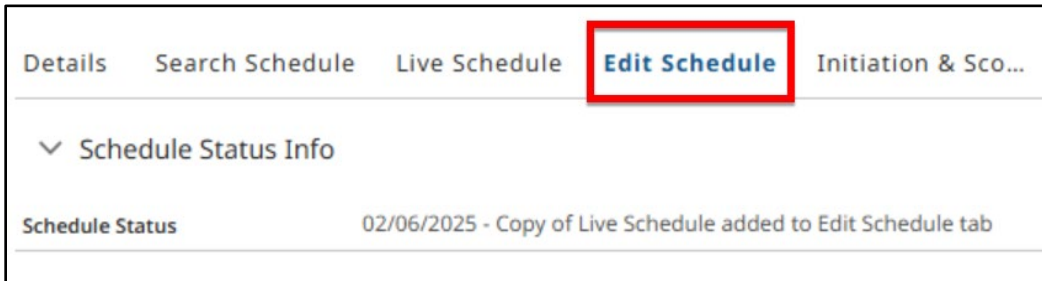 Details Search Schedule Live Schedule Edit Schedule Initiation & Sco...
Schedule Status Info
Schedule Status 02/06/2025 - Copy of Live Schedule added to Edit Schedule tab